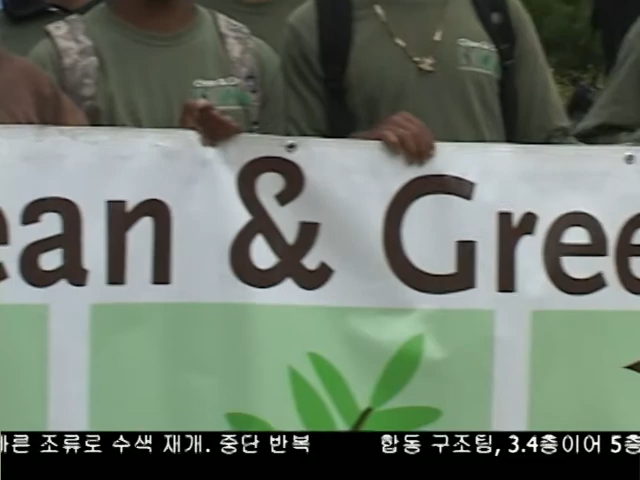 ean & Gree
빠른 조류로 수색 재개. 중단 반복 합동 구조팀, 3.4층이어 5층